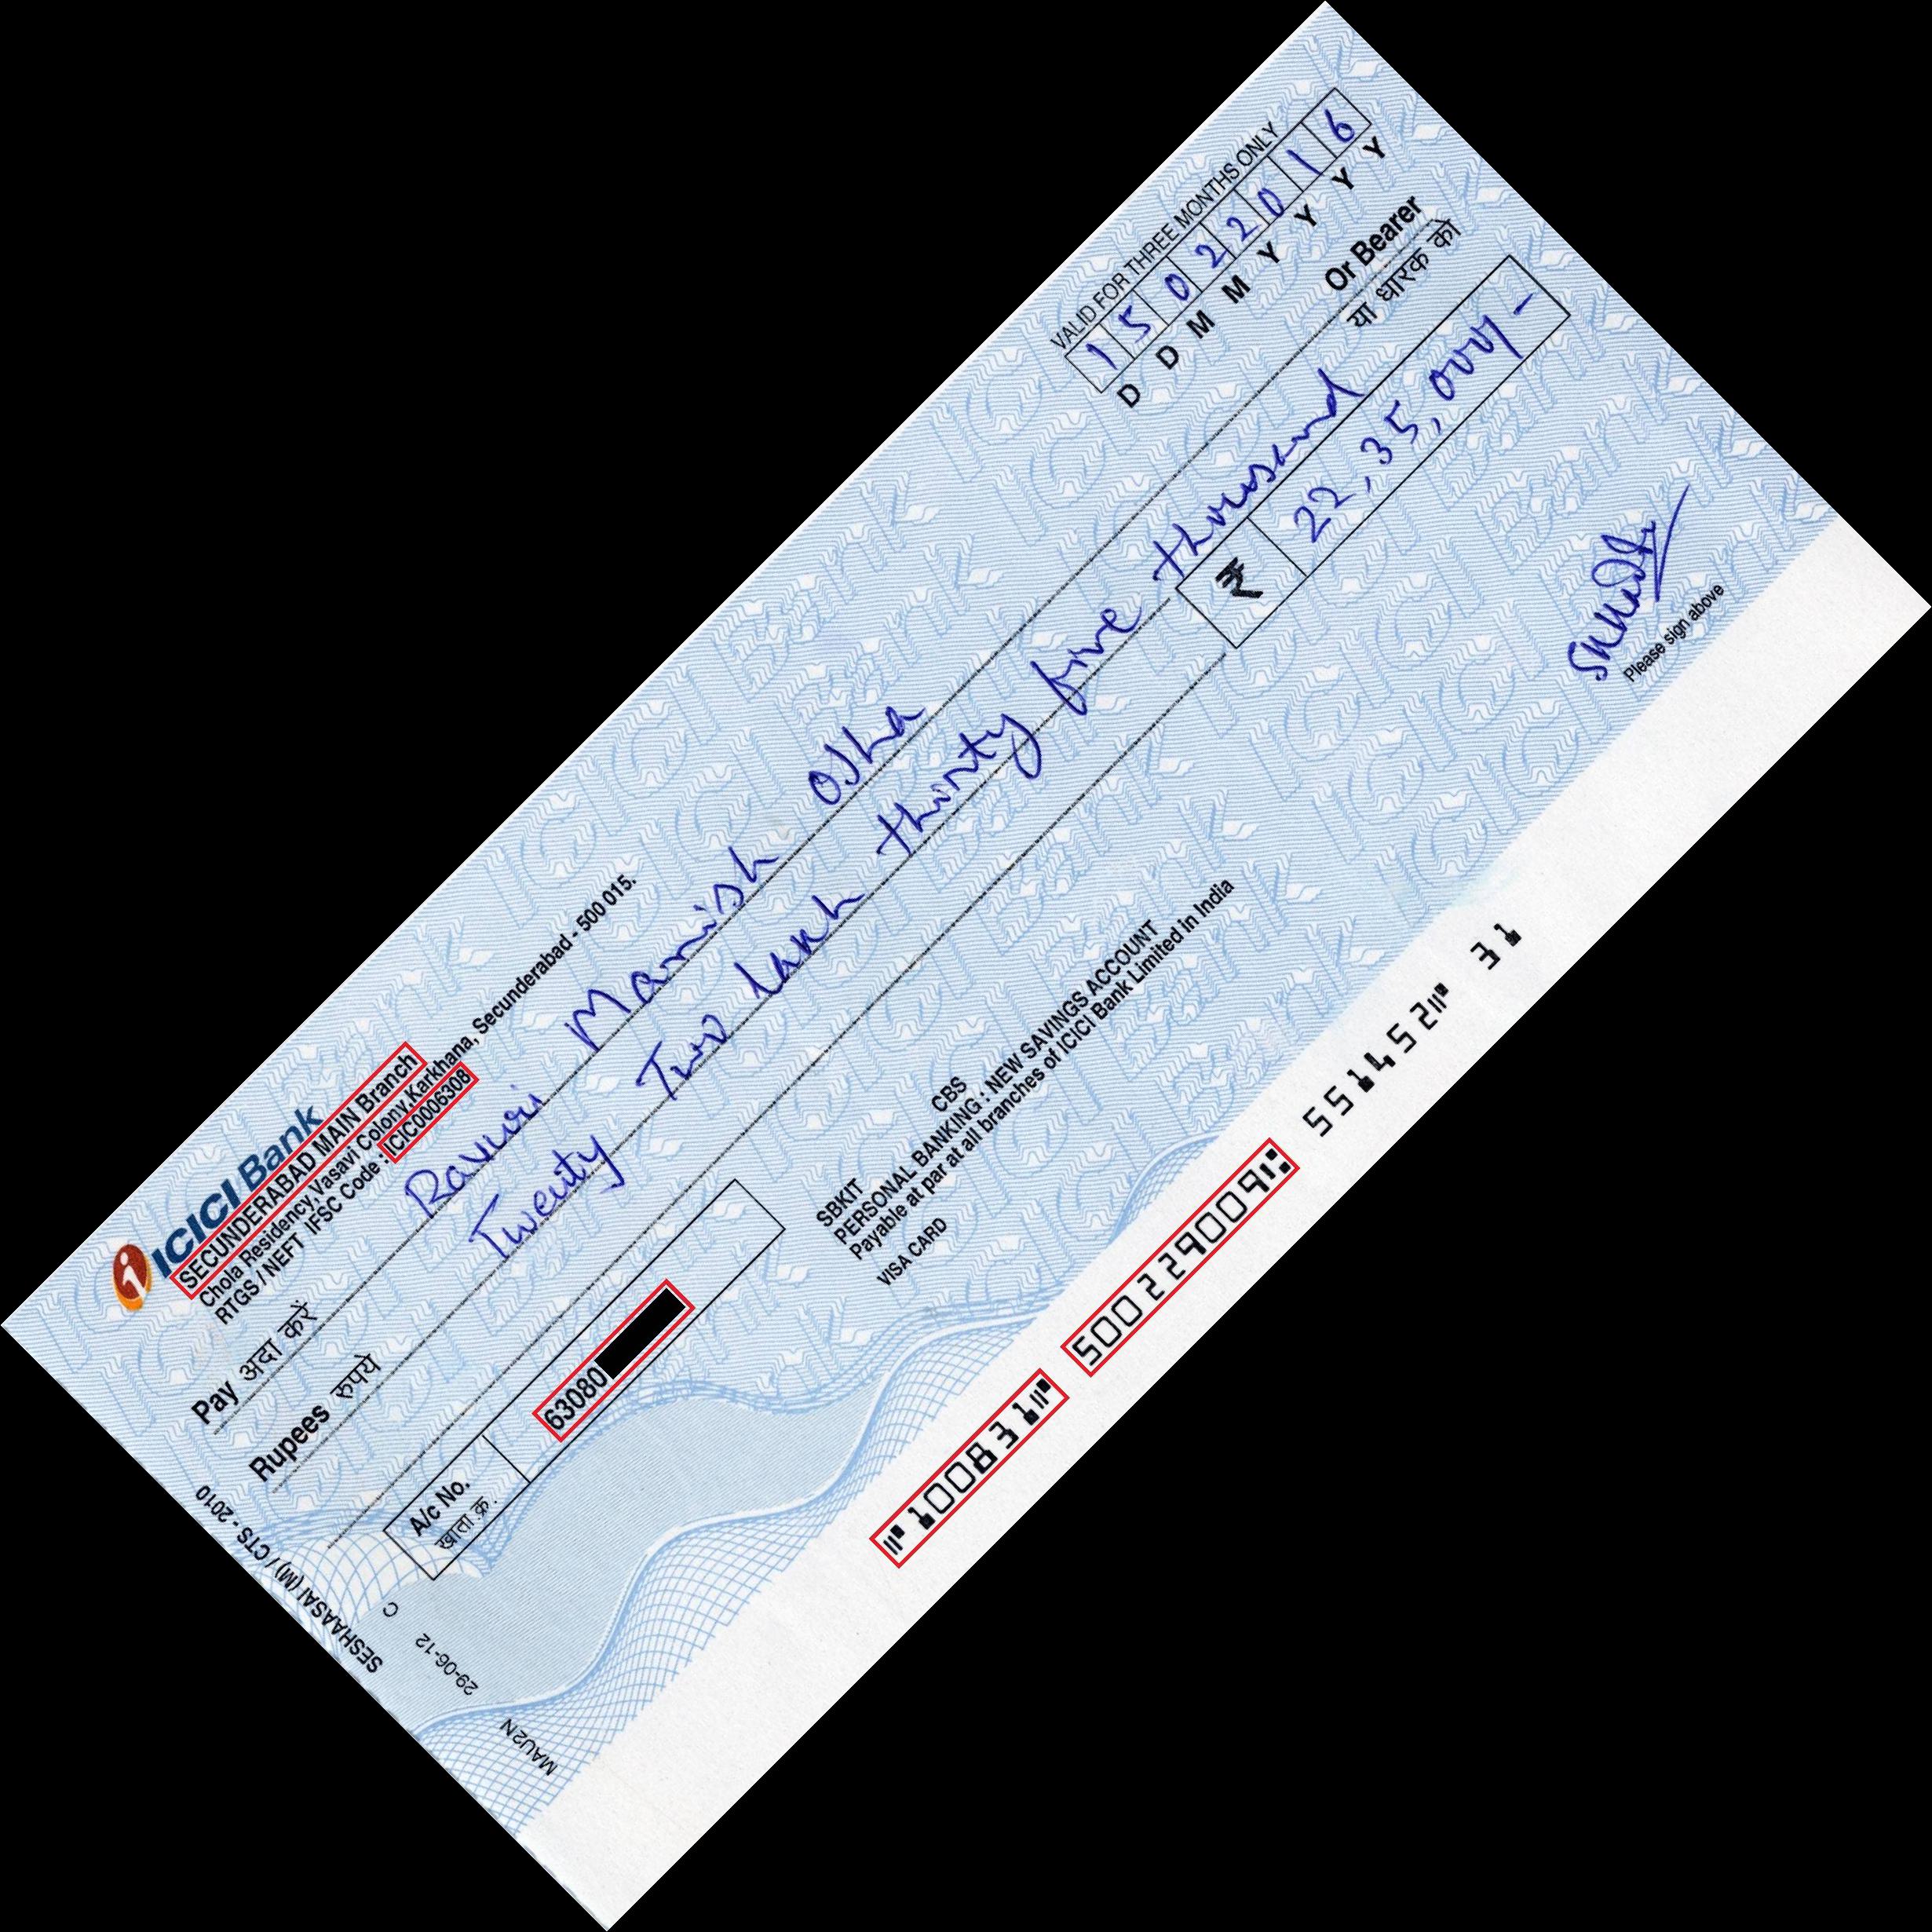 ICICI Bank
SECUNDERABAD MAIN Branch
Chola Residency, Vasavi Colony,Karkhana, Secunderabad - 500 015.
RTGS / NEFT IFSC Code : ICIC0006308
VALID FOR THREE MONTHS ONLY
1 5 0 2 2 0 1 6
D D M M Y Y Y Y
Pay अदा करें Ravuri Manish OJha Or Bearer
या धारक को
Rupees रुपये Twenty Two Lakh thirty five thousand
₹ 22,35,000/-
A/c No.
खाता क्र.
63080
SBKIT CBS
PERSONAL BANKING : NEW SAVINGS ACCOUNT
Payable at par at all branches of ICICI Bank Limited in India
VISA CARD
Please sign above
⑈100831⑈ 500229009⑆ 551452⑈ 31
SESHAASAI (M) / CTS - 2010
29-06-12 C
MAU2N